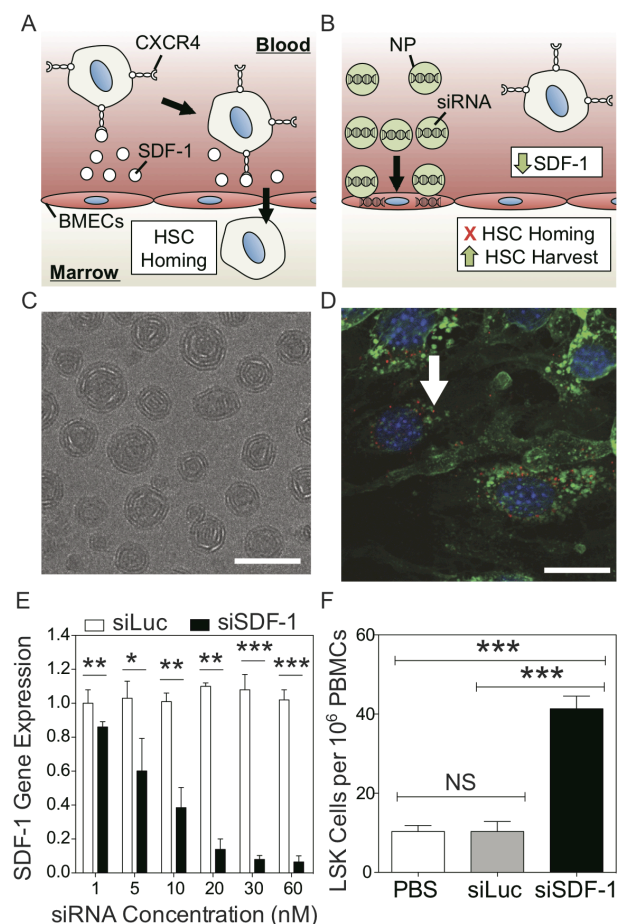 A
CXCR4
Blood
SDF-1
BMECs
HSC
Homing
Marrow
B
NP
siRNA
SDF-1
X HSC Homing
HSC Harvest
C
D
E
siLuc siSDF-1
SDF-1 Gene Expression
1.4
1.2
1.0
0.8
0.6
0.4
0.2
0.0
** * ** ** *** ***
1 5 10 20 30 60
siRNA Concentration (nM)
F
LSK Cells per 10⁶ PBMCs
60
40
20
0
***
***
NS
PBS siLuc siSDF-1